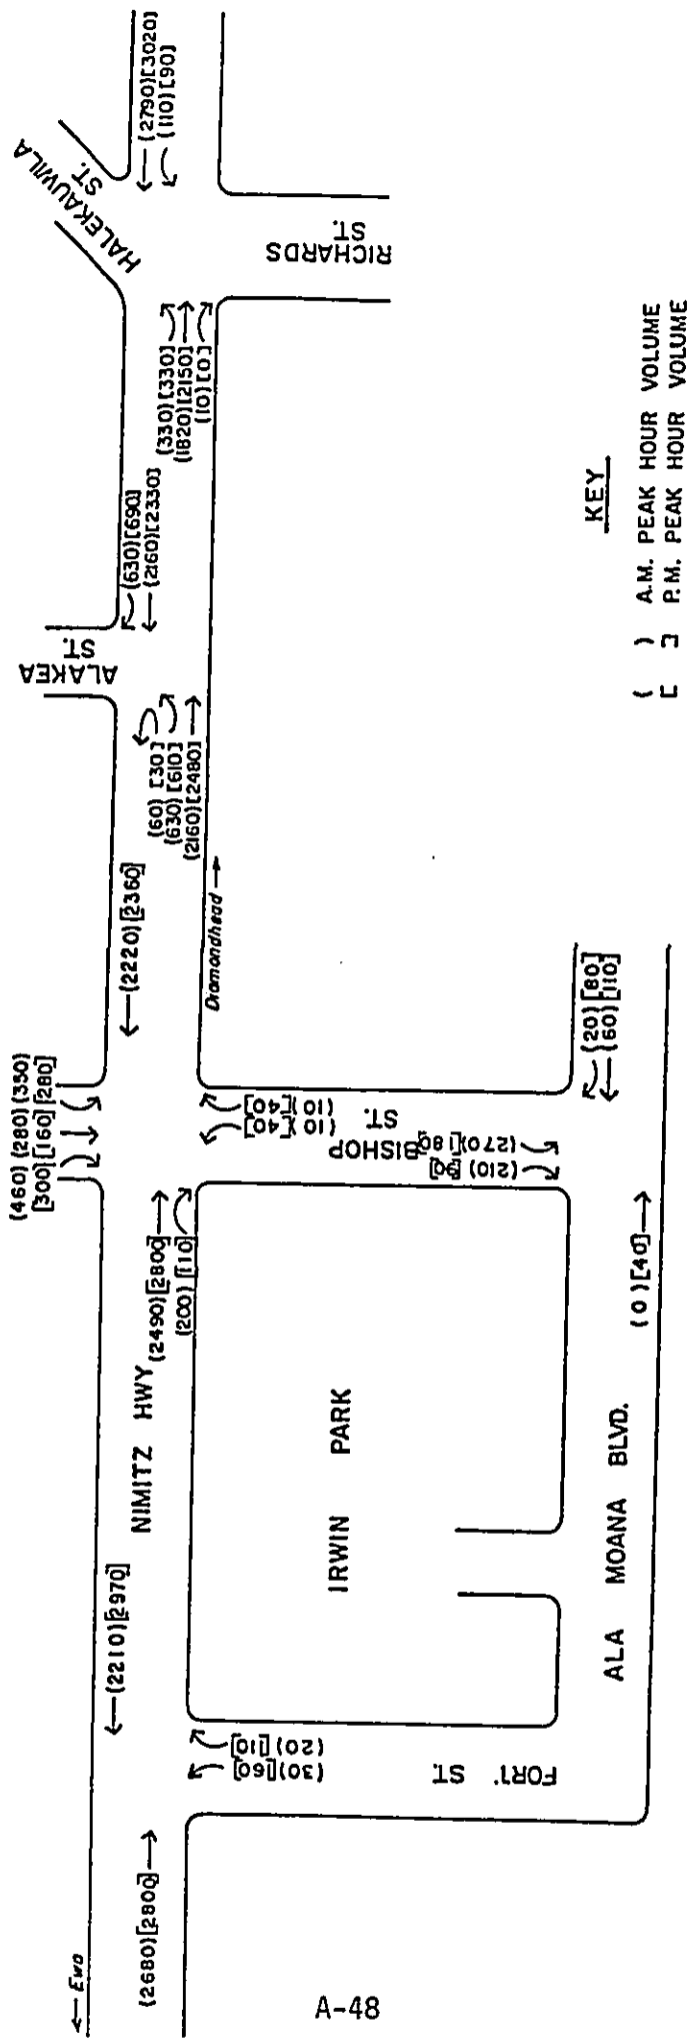 ← Ewa
(2680)[2800] →
← (2210)[2970]
NIMITZ HWY
(2490)[2800] →
(200) [110]
(460) (280) (350)
[300] [160] [280]
← (2220)[2360]
Diamondhead →
(60) [30]
(630) [610]
(2160)[2480] →
ALAKEA
ST.
(630)[690]
← (2160)[2330]
(330)[330]
(1820)[2150] →
(10) [0]
HALEKAUWILA
ST.
← (2790)[3020]
(110) [90]
RICHARDS
ST.
(30)[60]
(20)[10]
FORT ST.
IRWIN PARK
(10)[40]
(10)[40]
BISHOP
ST.
(210) [90]
(270)[180]
(20) [80]
← (60) [110]
ALA MOANA BLVD.
(0)[40] →
KEY
( ) A.M. PEAK HOUR VOLUME
[ ] P.M. PEAK HOUR VOLUME
A-48